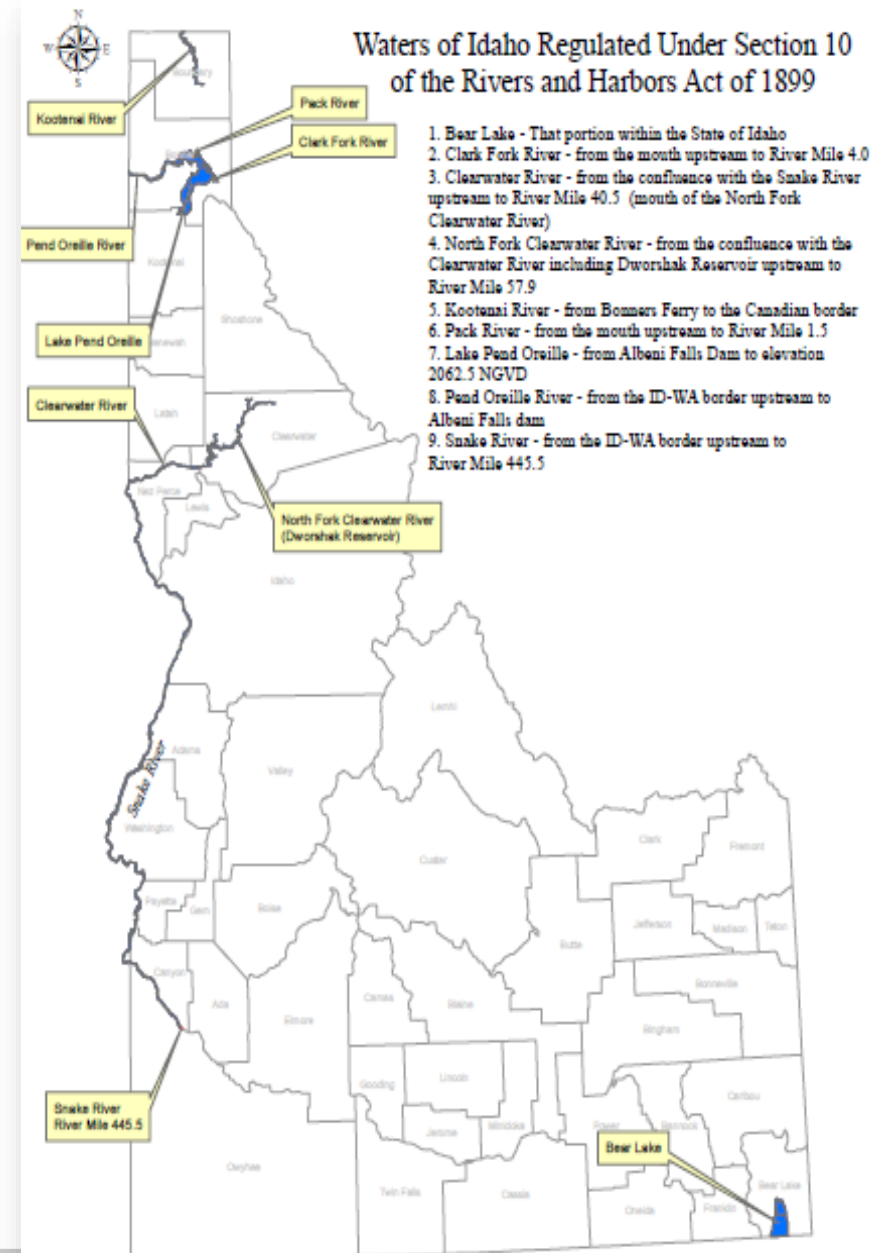 N
W E
S
Waters of Idaho Regulated Under Section 10
of the Rivers and Harbors Act of 1899
1. Bear Lake - That portion within the State of Idaho
2. Clark Fork River - from the mouth upstream to River Mile 4.0
3. Clearwater River - from the confluence with the Snake River
upstream to River Mile 40.5 (mouth of the North Fork
Clearwater River)
4. North Fork Clearwater River - from the confluence with the
Clearwater River including Dworshak Reservoir upstream to
River Mile 57.9
5. Kootenai River - from Bonners Ferry to the Canadian border
6. Pack River - from the mouth upstream to River Mile 1.5
7. Lake Pend Oreille - from Albeni Falls Dam to elevation
2062.5 NGVD
8. Pend Oreille River - from the ID-WA border upstream to
Albeni Falls dam
9. Snake River - from the ID-WA border upstream to
River Mile 445.5
Boundary
Kootenai River
Pack River
Clark Fork River
Pend Oreille River
Kootenai
Shoshone
Lake Pend Oreille
Clearwater River
Latah
Clearwater
Nez Perce
Lewis
North Fork Clearwater River
(Dworshak Reservoir)
Idaho
Lemhi
Adams
Valley
Snake River
Washington
Custer
Clark
Fremont
Payette
Gem
Boise
Butte
Jefferson
Madison
Teton
Canyon
Ada
Elmore
Camas
Blaine
Bonneville
Bingham
Gooding
Lincoln
Caribou
Snake River
River Mile 445.5
Jerome
Minidoka
Power
Bannock
Bear Lake
Owyhee
Twin Falls
Cassia
Oneida
Franklin
Bear Lake